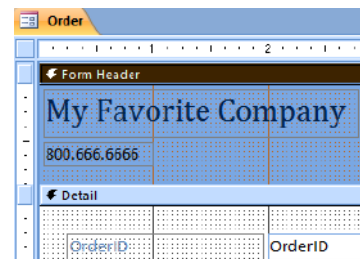 Order
1 2
Form Header
My Favorite Company
800.666.6666
Detail
OrderID OrderID